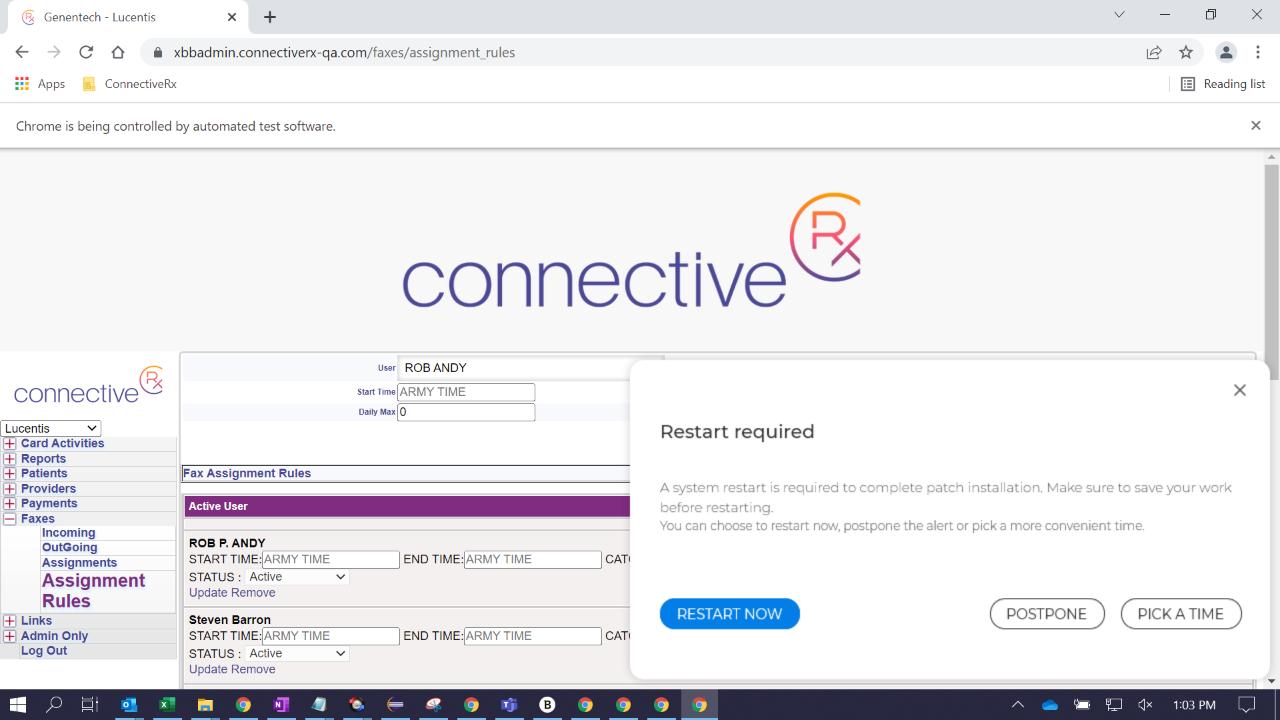 Genentech - Lucentis
xbbadmin.connectiverx-qa.com/faxes/assignment_rules
Apps
ConnectiveRx
Reading list
Chrome is being controlled by automated test software.
connective Rx
connective Rx
Lucentis
Card Activities
Reports
Patients
Providers
Payments
Faxes
Incoming
OutGoing
Assignments
Assignment
Rules
Links
Admin Only
Log Out
User ROB ANDY
Start Time ARMY TIME
Daily Max 0
Fax Assignment Rules
Active User
ROB P. ANDY
START TIME: ARMY TIME END TIME: ARMY TIME
STATUS : Active
Update Remove
Steven Barron
START TIME: ARMY TIME END TIME: ARMY TIME
STATUS : Active
Update Remove
Restart required
A system restart is required to complete patch installation. Make sure to save your work
before restarting.
You can choose to restart now, postpone the alert or pick a more convenient time.
RESTART NOW
POSTPONE
PICK A TIME
1:03 PM